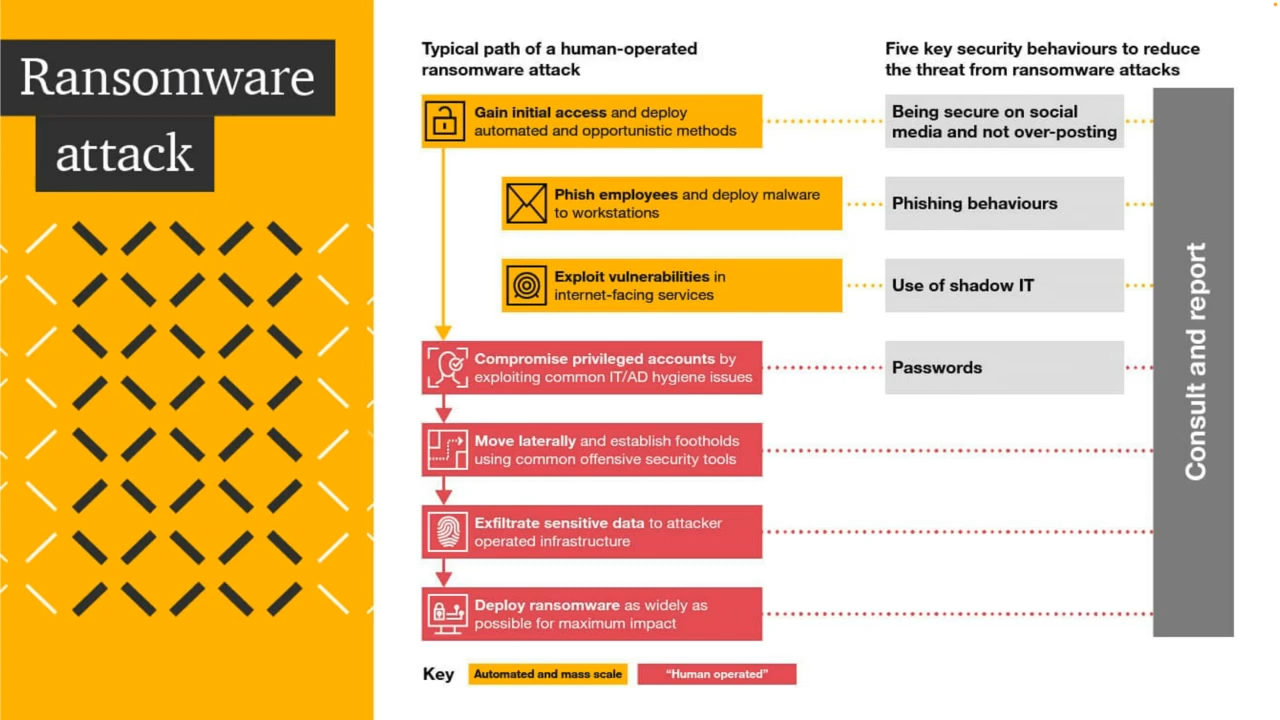 Ransomware
attack
Typical path of a human-operated
ransomware attack
Gain initial access and deploy
automated and opportunistic methods
Phish employees and deploy malware
to workstations
Exploit vulnerabilities in
internet-facing services
Compromise privileged accounts by
exploiting common IT/AD hygiene issues
Move laterally and establish footholds
using common offensive security tools
Exfiltrate sensitive data to attacker
operated infrastructure
Deploy ransomware as widely as
possible for maximum impact
Key
Automated and mass scale
“Human operated”
Five key security behaviours to reduce
the threat from ransomware attacks
Being secure on social
media and not over-posting
Phishing behaviours
Use of shadow IT
Passwords
Consult and report